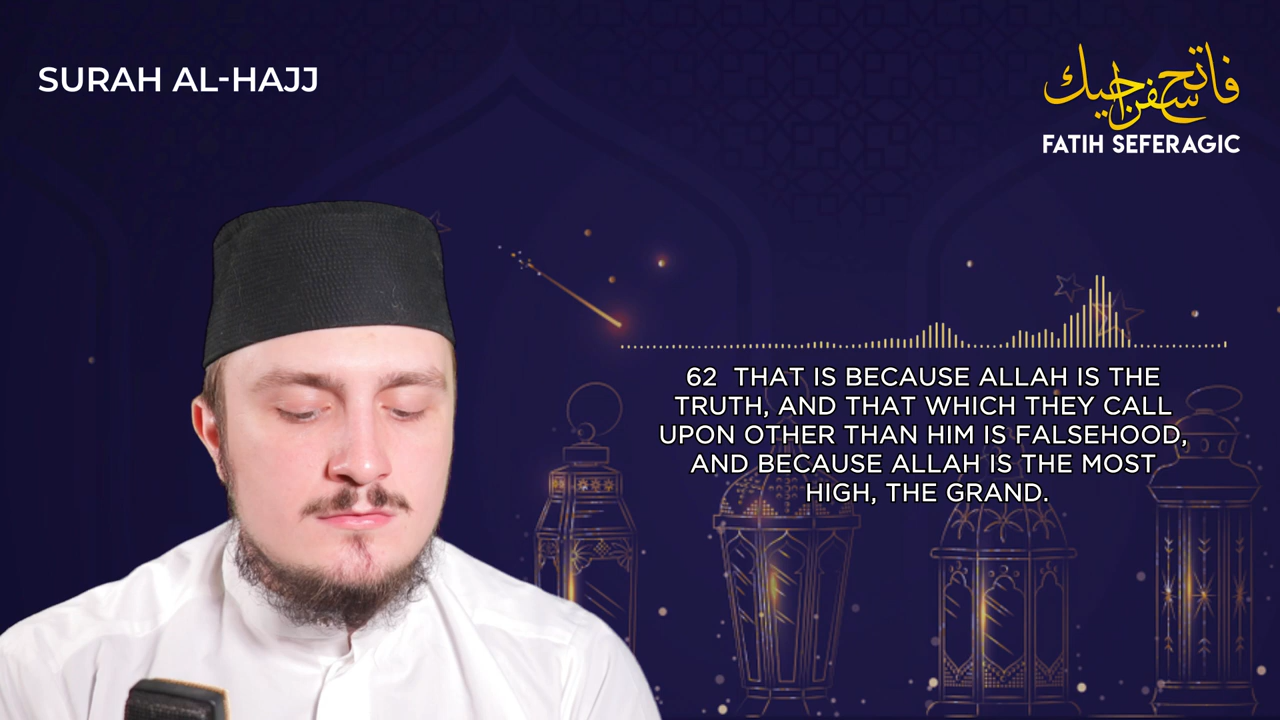 SURAH AL-HAJJ
فاتح سفراجيك
FATIH SEFERAGIC
62 THAT IS BECAUSE ALLAH IS THE
TRUTH, AND THAT WHICH THEY CALL
UPON OTHER THAN HIM IS FALSEHOOD,
AND BECAUSE ALLAH IS THE MOST
HIGH, THE GRAND.